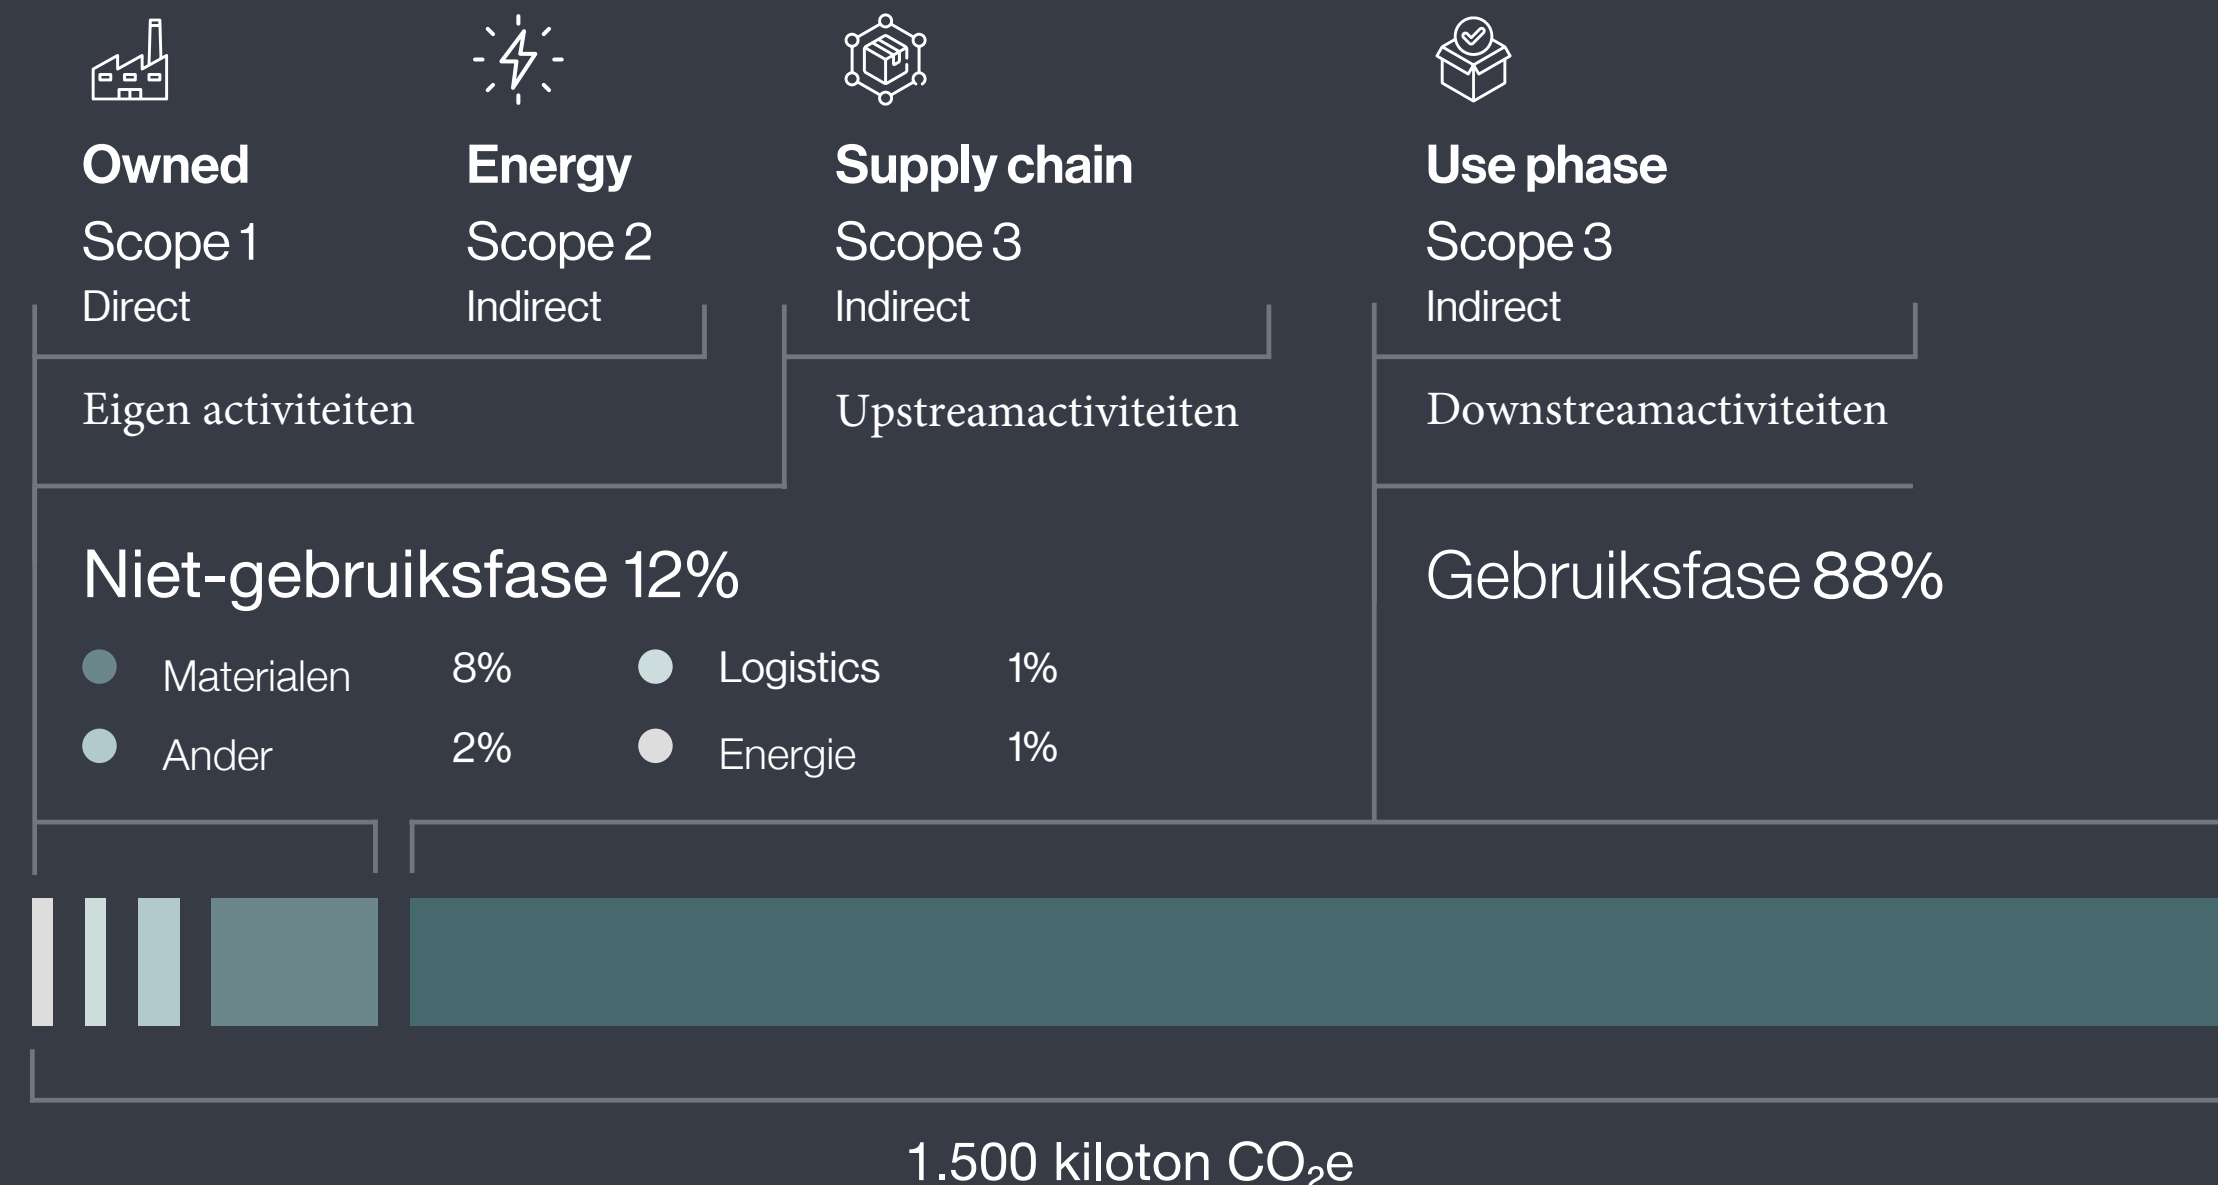 Owned
Scope 1
Direct
Energy
Scope 2
Indirect
Supply chain
Scope 3
Indirect
Use phase
Scope 3
Indirect
Eigen activiteiten
Upstreamactiviteiten
Downstreamactiviteiten
Niet-gebruiksfase 12%
Materialen 8%
Ander 2%
Logistics 1%
Energie 1%
Gebruiksfase 88%
1.500 kiloton CO₂e